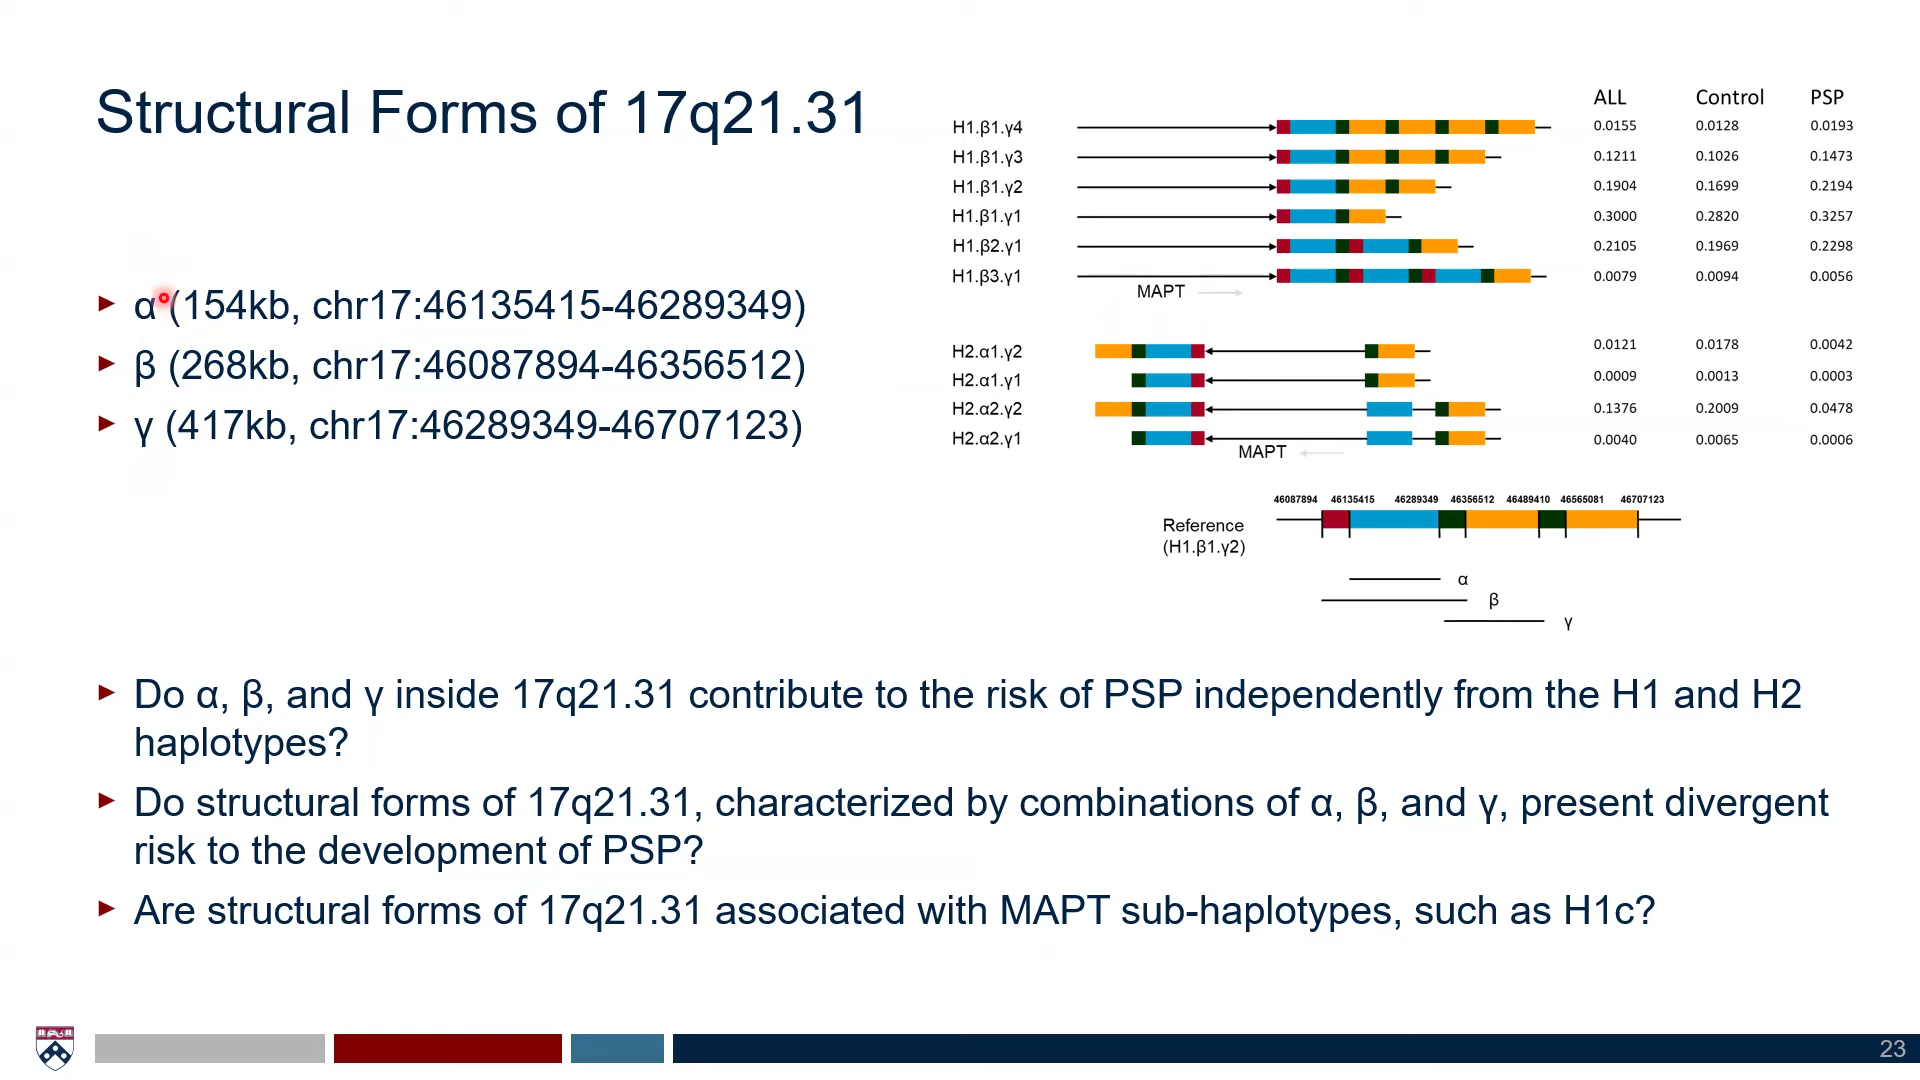 Structural Forms of 17q21.31
α (154kb, chr17:46135415-46289349)
β (268kb, chr17:46087894-46356512)
γ (417kb, chr17:46289349-46707123)
ALL Control PSP
H1.β1.γ4 0.0155 0.0128 0.0193
H1.β1.γ3 0.1211 0.1026 0.1473
H1.β1.γ2 0.1904 0.1699 0.2194
H1.β1.γ1 0.3000 0.2820 0.3257
H1.β2.γ1 0.2105 0.1969 0.2298
H1.β3.γ1 0.0079 0.0094 0.0056
MAPT
H2.α1.γ2 0.0121 0.0178 0.0042
H2.α1.γ1 0.0009 0.0013 0.0003
H2.α2.γ2 0.1376 0.2009 0.0478
H2.α2.γ1 0.0040 0.0065 0.0006
MAPT
46087894 46135415 46289349 46356512 46489410 46565081 46707123
Reference
(H1.β1.γ2)
α
β
γ
Do α, β, and γ inside 17q21.31 contribute to the risk of PSP independently from the H1 and H2
haplotypes?
Do structural forms of 17q21.31, characterized by combinations of α, β, and γ, present divergent
risk to the development of PSP?
Are structural forms of 17q21.31 associated with MAPT sub-haplotypes, such as H1c?
23